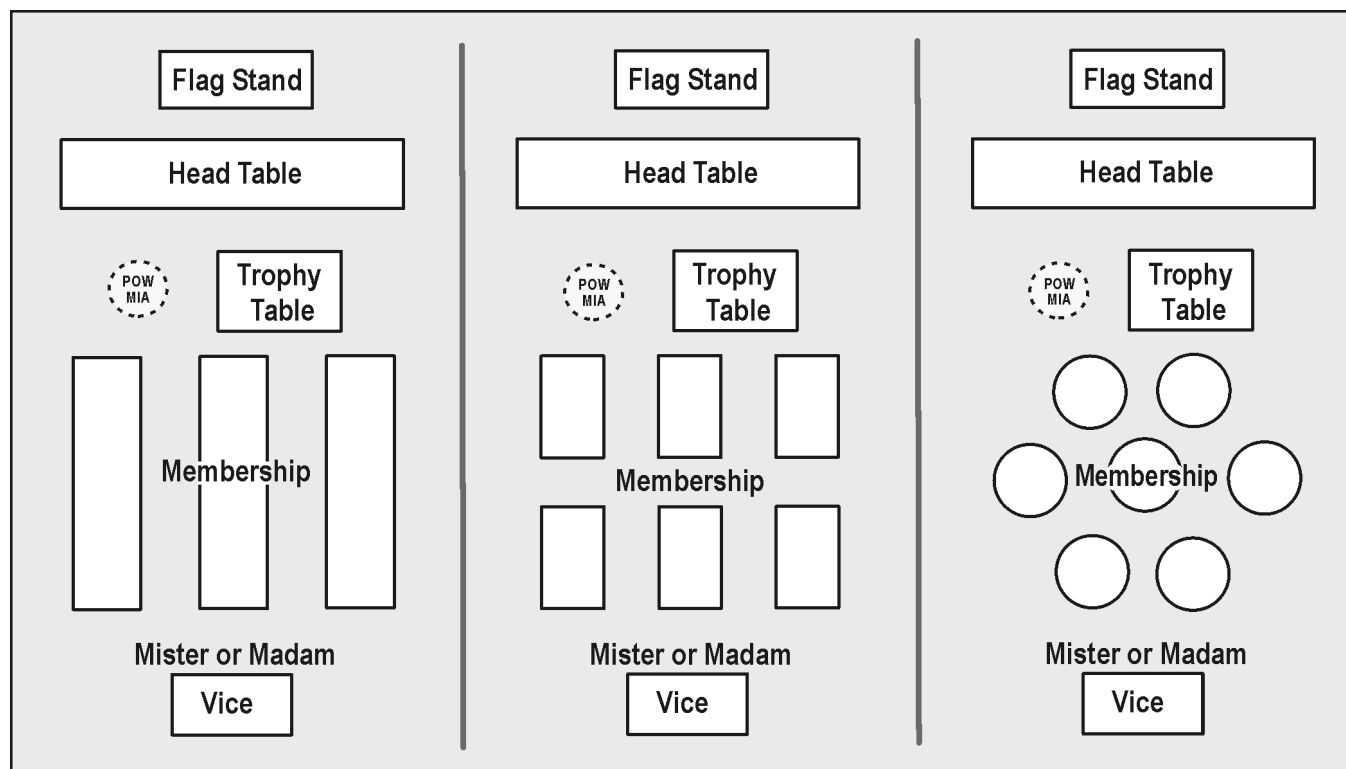 Flag Stand
Head Table
POW
MIA
Trophy
Table
Membership
Mister or Madam
Vice
Flag Stand
Head Table
POW
MIA
Trophy
Table
Membership
Mister or Madam
Vice
Flag Stand
Head Table
POW
MIA
Trophy
Table
Membership
Mister or Madam
Vice